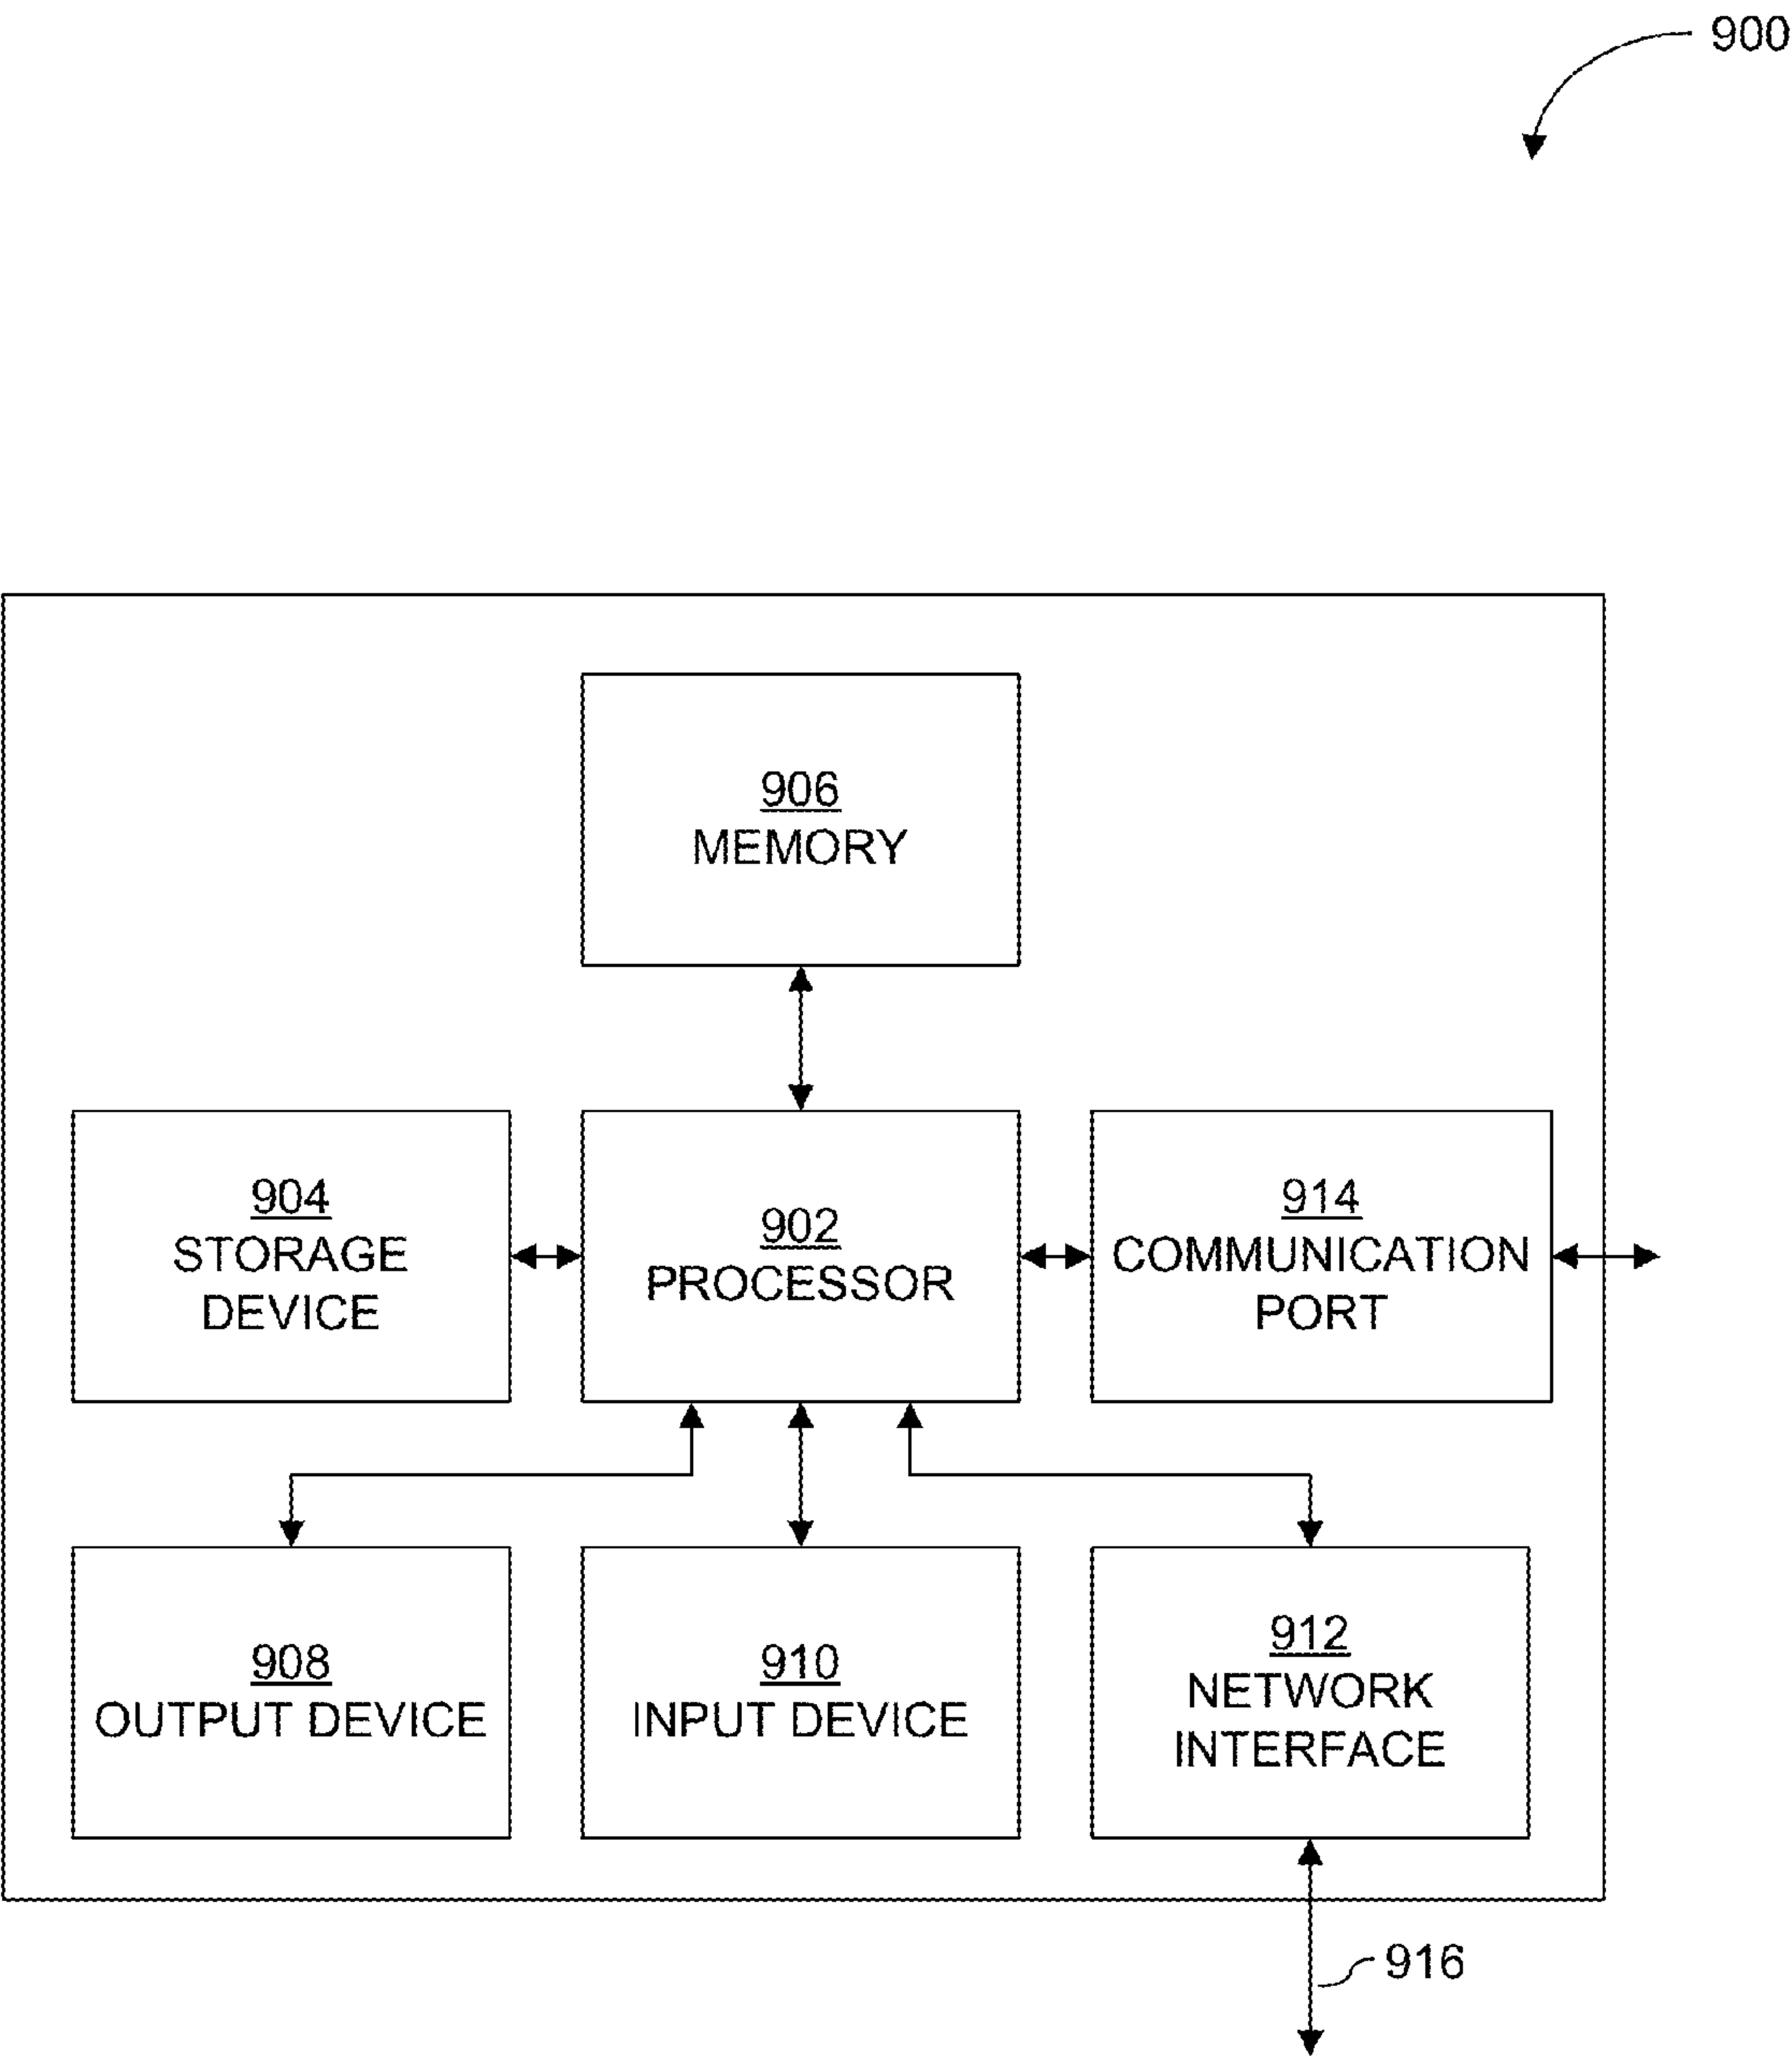 900
906
MEMORY
904
STORAGE
DEVICE
902
PROCESSOR
914
COMMUNICATION
PORT
908
OUTPUT DEVICE
910
INPUT DEVICE
912
NETWORK
INTERFACE
916